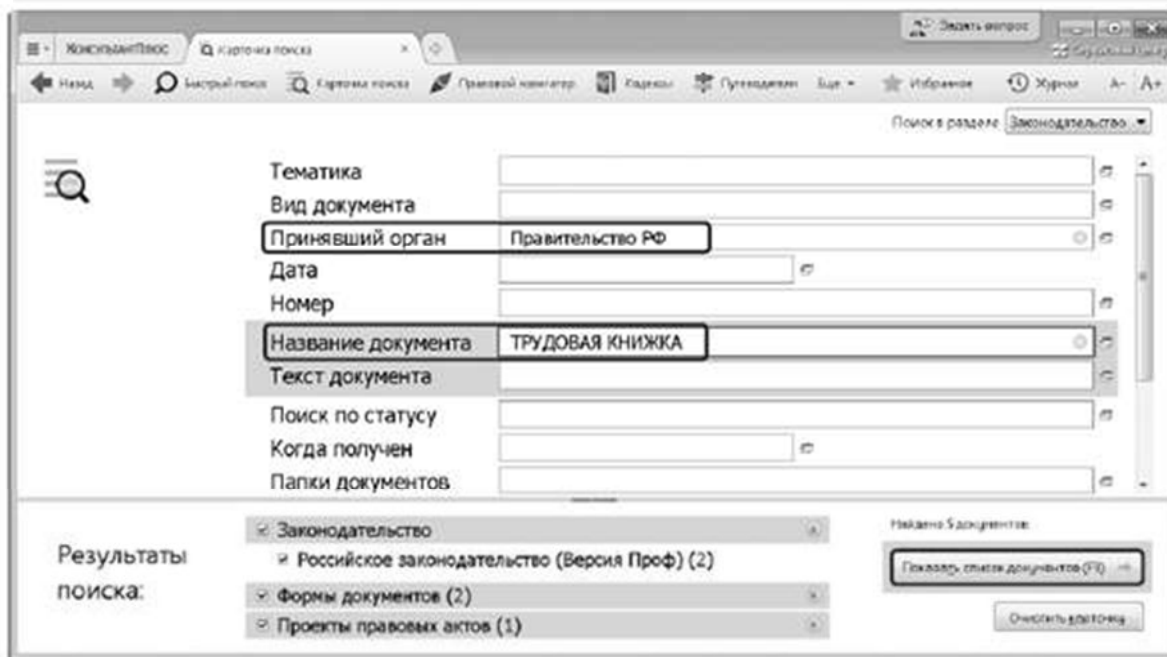 Задать вопрос
КонсультантПлюс Карточка поиска
Назад Быстрый поиск Карточка поиска Правовой навигатор Кодексы Путеводители Еще Избранное Журнал A- A+
Поиск в разделе Законодательство
Тематика
Вид документа
Принявший орган Правительство РФ
Дата
Номер
Название документа ТРУДОВАЯ КНИЖКА
Текст документа
Поиск по статусу
Когда получен
Папки документов
Результаты поиска:
Законодательство
Российское законодательство (Версия Проф) (2)
Формы документов (2)
Проекты правовых актов (1)
Найдено 5 документов
Показать список документов (F9)
Очистить карточку